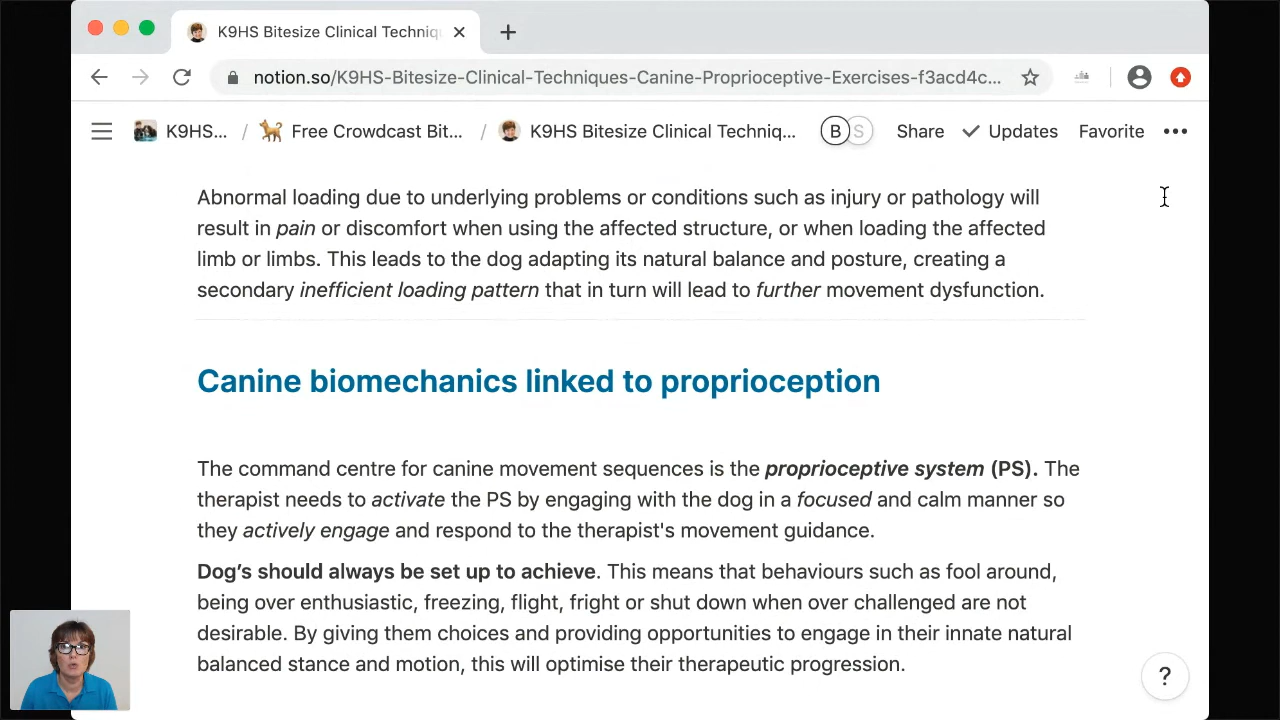 K9HS Bitesize Clinical Techniq
notion.so/K9HS-Bitesize-Clinical-Techniques-Canine-Proprioceptive-Exercises-f3acd4c...
K9HS... / Free Crowdcast Bit... / K9HS Bitesize Clinical Techniq... B S Share Updates Favorite
Abnormal loading due to underlying problems or conditions such as injury or pathology will
result in pain or discomfort when using the affected structure, or when loading the affected
limb or limbs. This leads to the dog adapting its natural balance and posture, creating a
secondary inefficient loading pattern that in turn will lead to further movement dysfunction.
Canine biomechanics linked to proprioception
The command centre for canine movement sequences is the proprioceptive system (PS). The
therapist needs to activate the PS by engaging with the dog in a focused and calm manner so
they actively engage and respond to the therapist's movement guidance.
Dog’s should always be set up to achieve. This means that behaviours such as fool around,
being over enthusiastic, freezing, flight, fright or shut down when over challenged are not
desirable. By giving them choices and providing opportunities to engage in their innate natural
balanced stance and motion, this will optimise their therapeutic progression.
?